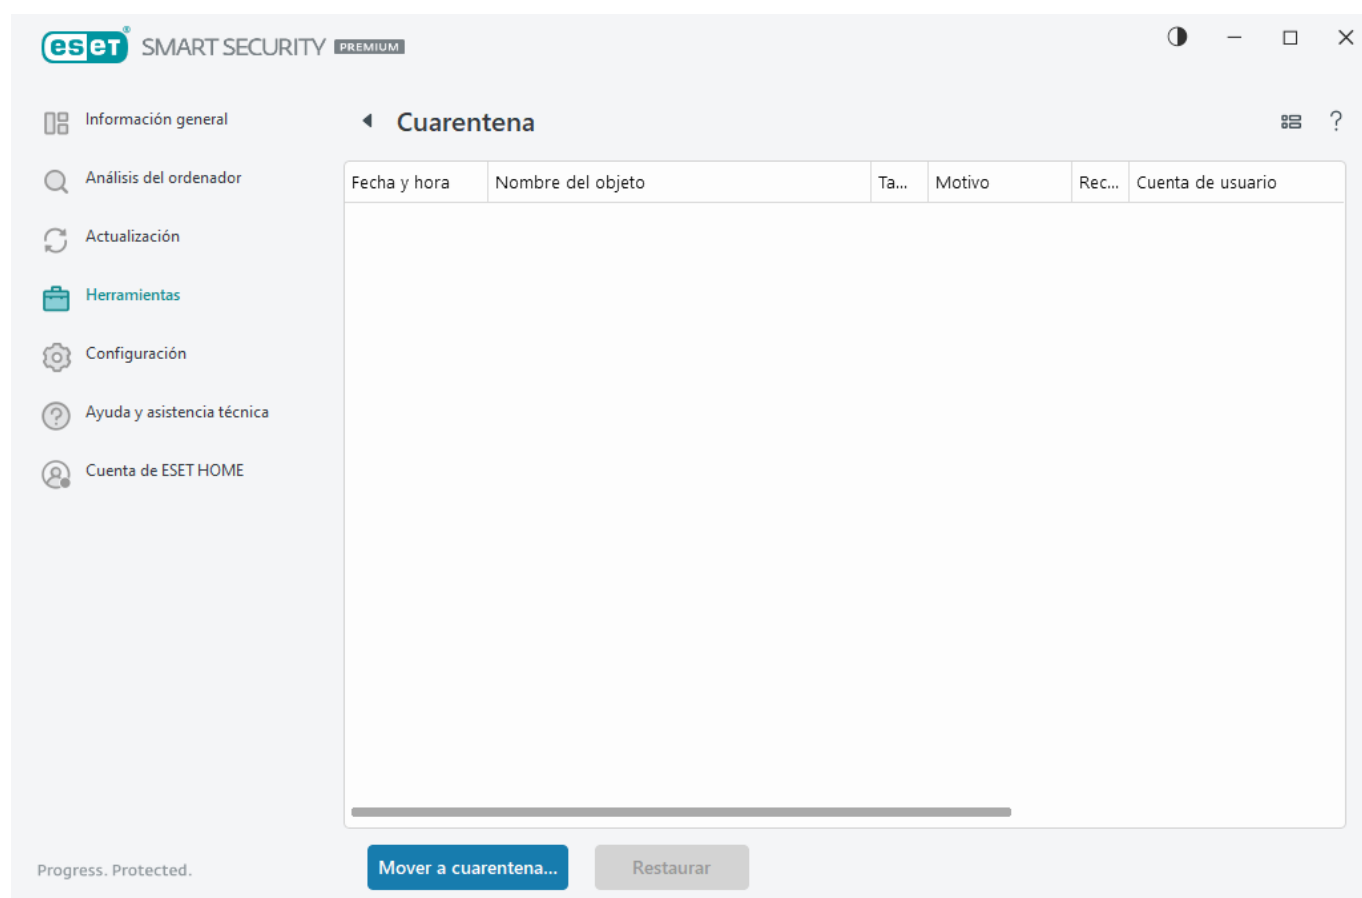 eset® SMART SECURITY PREMIUM
Información general
Análisis del ordenador
Actualización
Herramientas
Configuración
Ayuda y asistencia técnica
Cuenta de ESET HOME
Cuarentena
?
Fecha y hora Nombre del objeto Ta... Motivo Rec... Cuenta de usuario
Progress. Protected.
Mover a cuarentena... Restaurar